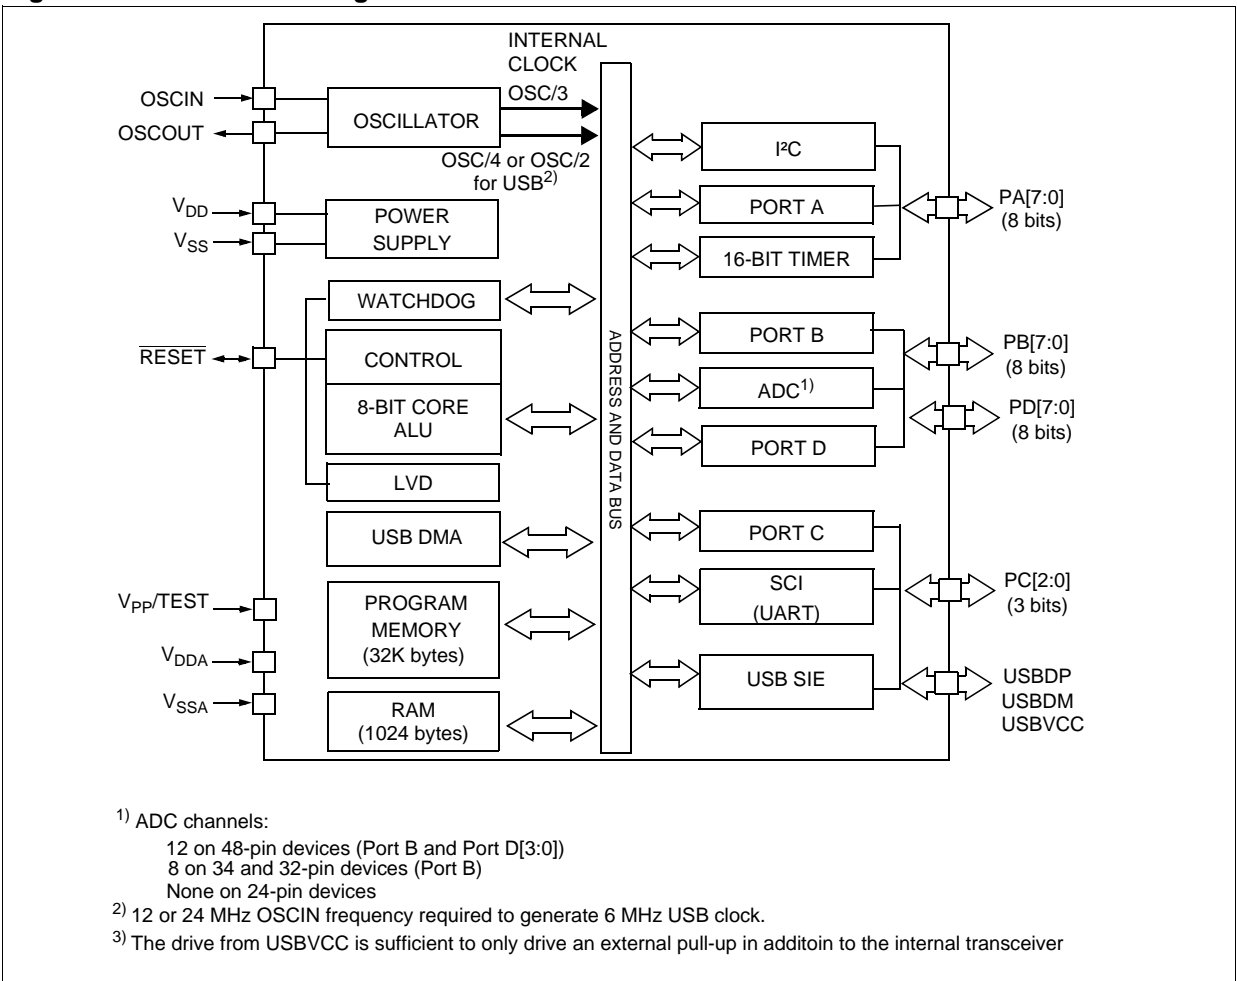 INTERNAL
CLOCK
OSC/3
OSCIN
OSCOUT
OSCILLATOR
OSC/4 or OSC/2
for USB2)
VDD
VSS
POWER
SUPPLY
WATCHDOG
RESET
CONTROL
8-BIT CORE
ALU
LVD
USB DMA
VPP/TEST
VDDA
VSSA
PROGRAM
MEMORY
(32K bytes)
RAM
(1024 bytes)
ADDRESS AND DATA BUS
I²C
PORT A
16-BIT TIMER
PA[7:0]
(8 bits)
PORT B
ADC1)
PORT D
PB[7:0]
(8 bits)
PD[7:0]
(8 bits)
PORT C
SCI
(UART)
USB SIE
PC[2:0]
(3 bits)
USBDP
USBDM
USBVCC
1) ADC channels:
12 on 48-pin devices (Port B and Port D[3:0])
8 on 34 and 32-pin devices (Port B)
None on 24-pin devices
2) 12 or 24 MHz OSCIN frequency required to generate 6 MHz USB clock.
3) The drive from USBVCC is sufficient to only drive an external pull-up in additoin to the internal transceiver